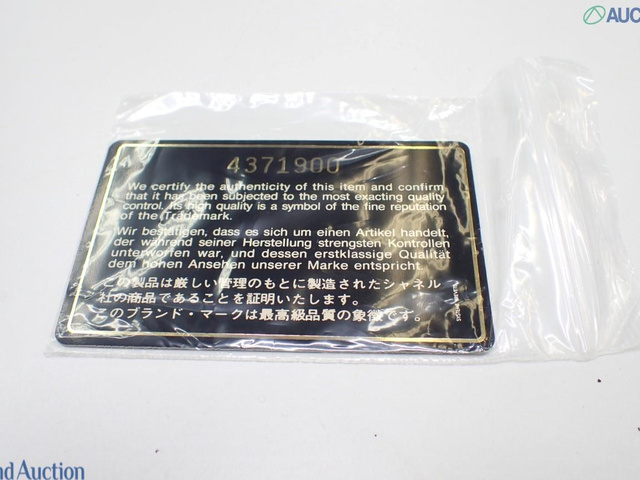 AUC
4371900
We certify the authenticity of this item and confirm
that it has been subjected to the most exacting quality
control. Its high quality is a symbol of the fine reputation
of the Trademark.
Wir bestätigen, dass es sich um einen Artikel handelt,
der während seiner Herstellung strengsten Kontrollen
unterworfen war, und dessen erstklassige Qualität
dem hohen Ansehen unserer Marke entspricht.
この製品は厳しい管理のもとに製造されたシャネル
社の商品であることを証明いたします。
このブランド・マークは最高級品質の象徴です。
nd Auction